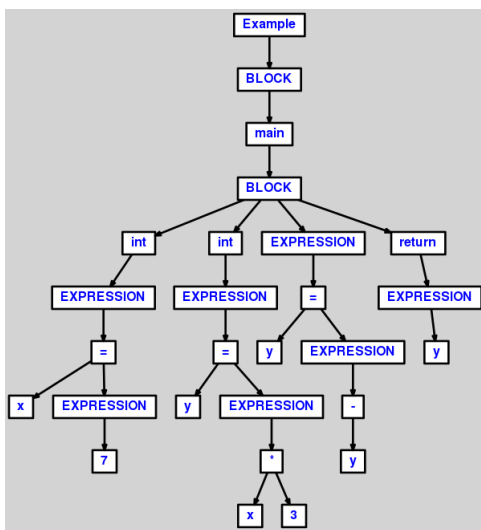 Example
BLOCK
main
BLOCK
int int EXPRESSION return
EXPRESSION EXPRESSION = EXPRESSION
= = y EXPRESSION y
x EXPRESSION y EXPRESSION -
7 * y
x 3